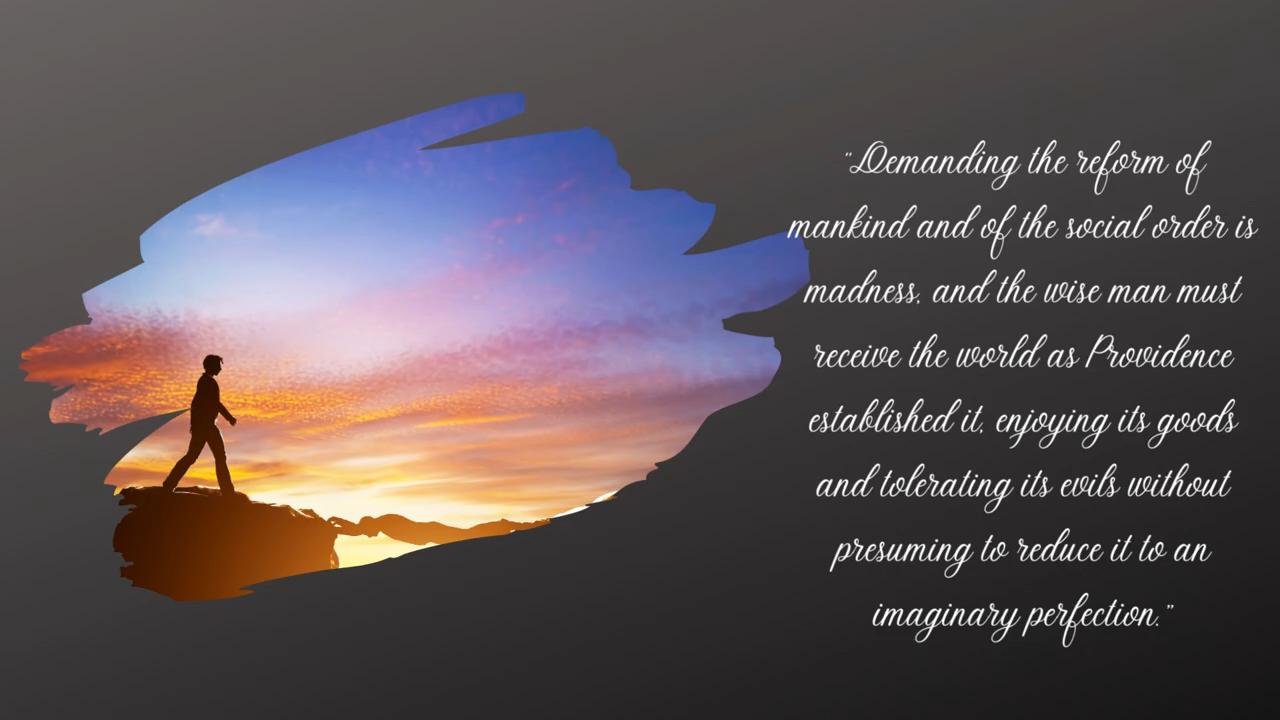 "Demanding the reform of
mankind and of the social order is
madness, and the wise man must
receive the world as Providence
established it, enjoying its goods
and tolerating its evils without
presuming to reduce it to an
imaginary perfection."